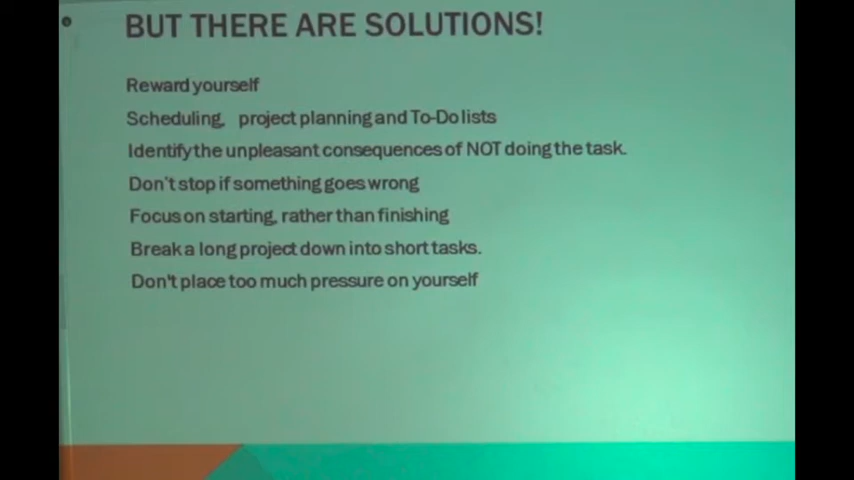 BUT THERE ARE SOLUTIONS!
Reward yourself
Scheduling, project planning and To-Do lists
Identify the unpleasant consequences of NOT doing the task.
Don't stop if something goes wrong
Focus on starting, rather than finishing
Break a long project down into short tasks.
Don't place too much pressure on yourself